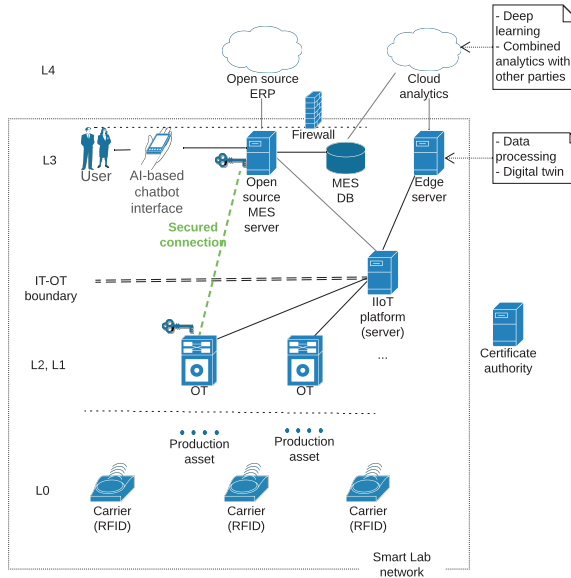 - Deep
learning
- Combined
analytics with
other parties
L4
Open source
ERP
Cloud
analytics
Firewall
L3
User
AI-based
chatbot
interface
Open
source
MES
server
MES
DB
Edge
server
- Data
processing
- Digital twin
Secured
connection
IT-OT
boundary
IIoT
platform
(server)
...
Certificate
authority
L2, L1
OT
OT
Production
asset
Production
asset
L0
Carrier
(RFID)
Carrier
(RFID)
Carrier
(RFID)
Smart Lab
network